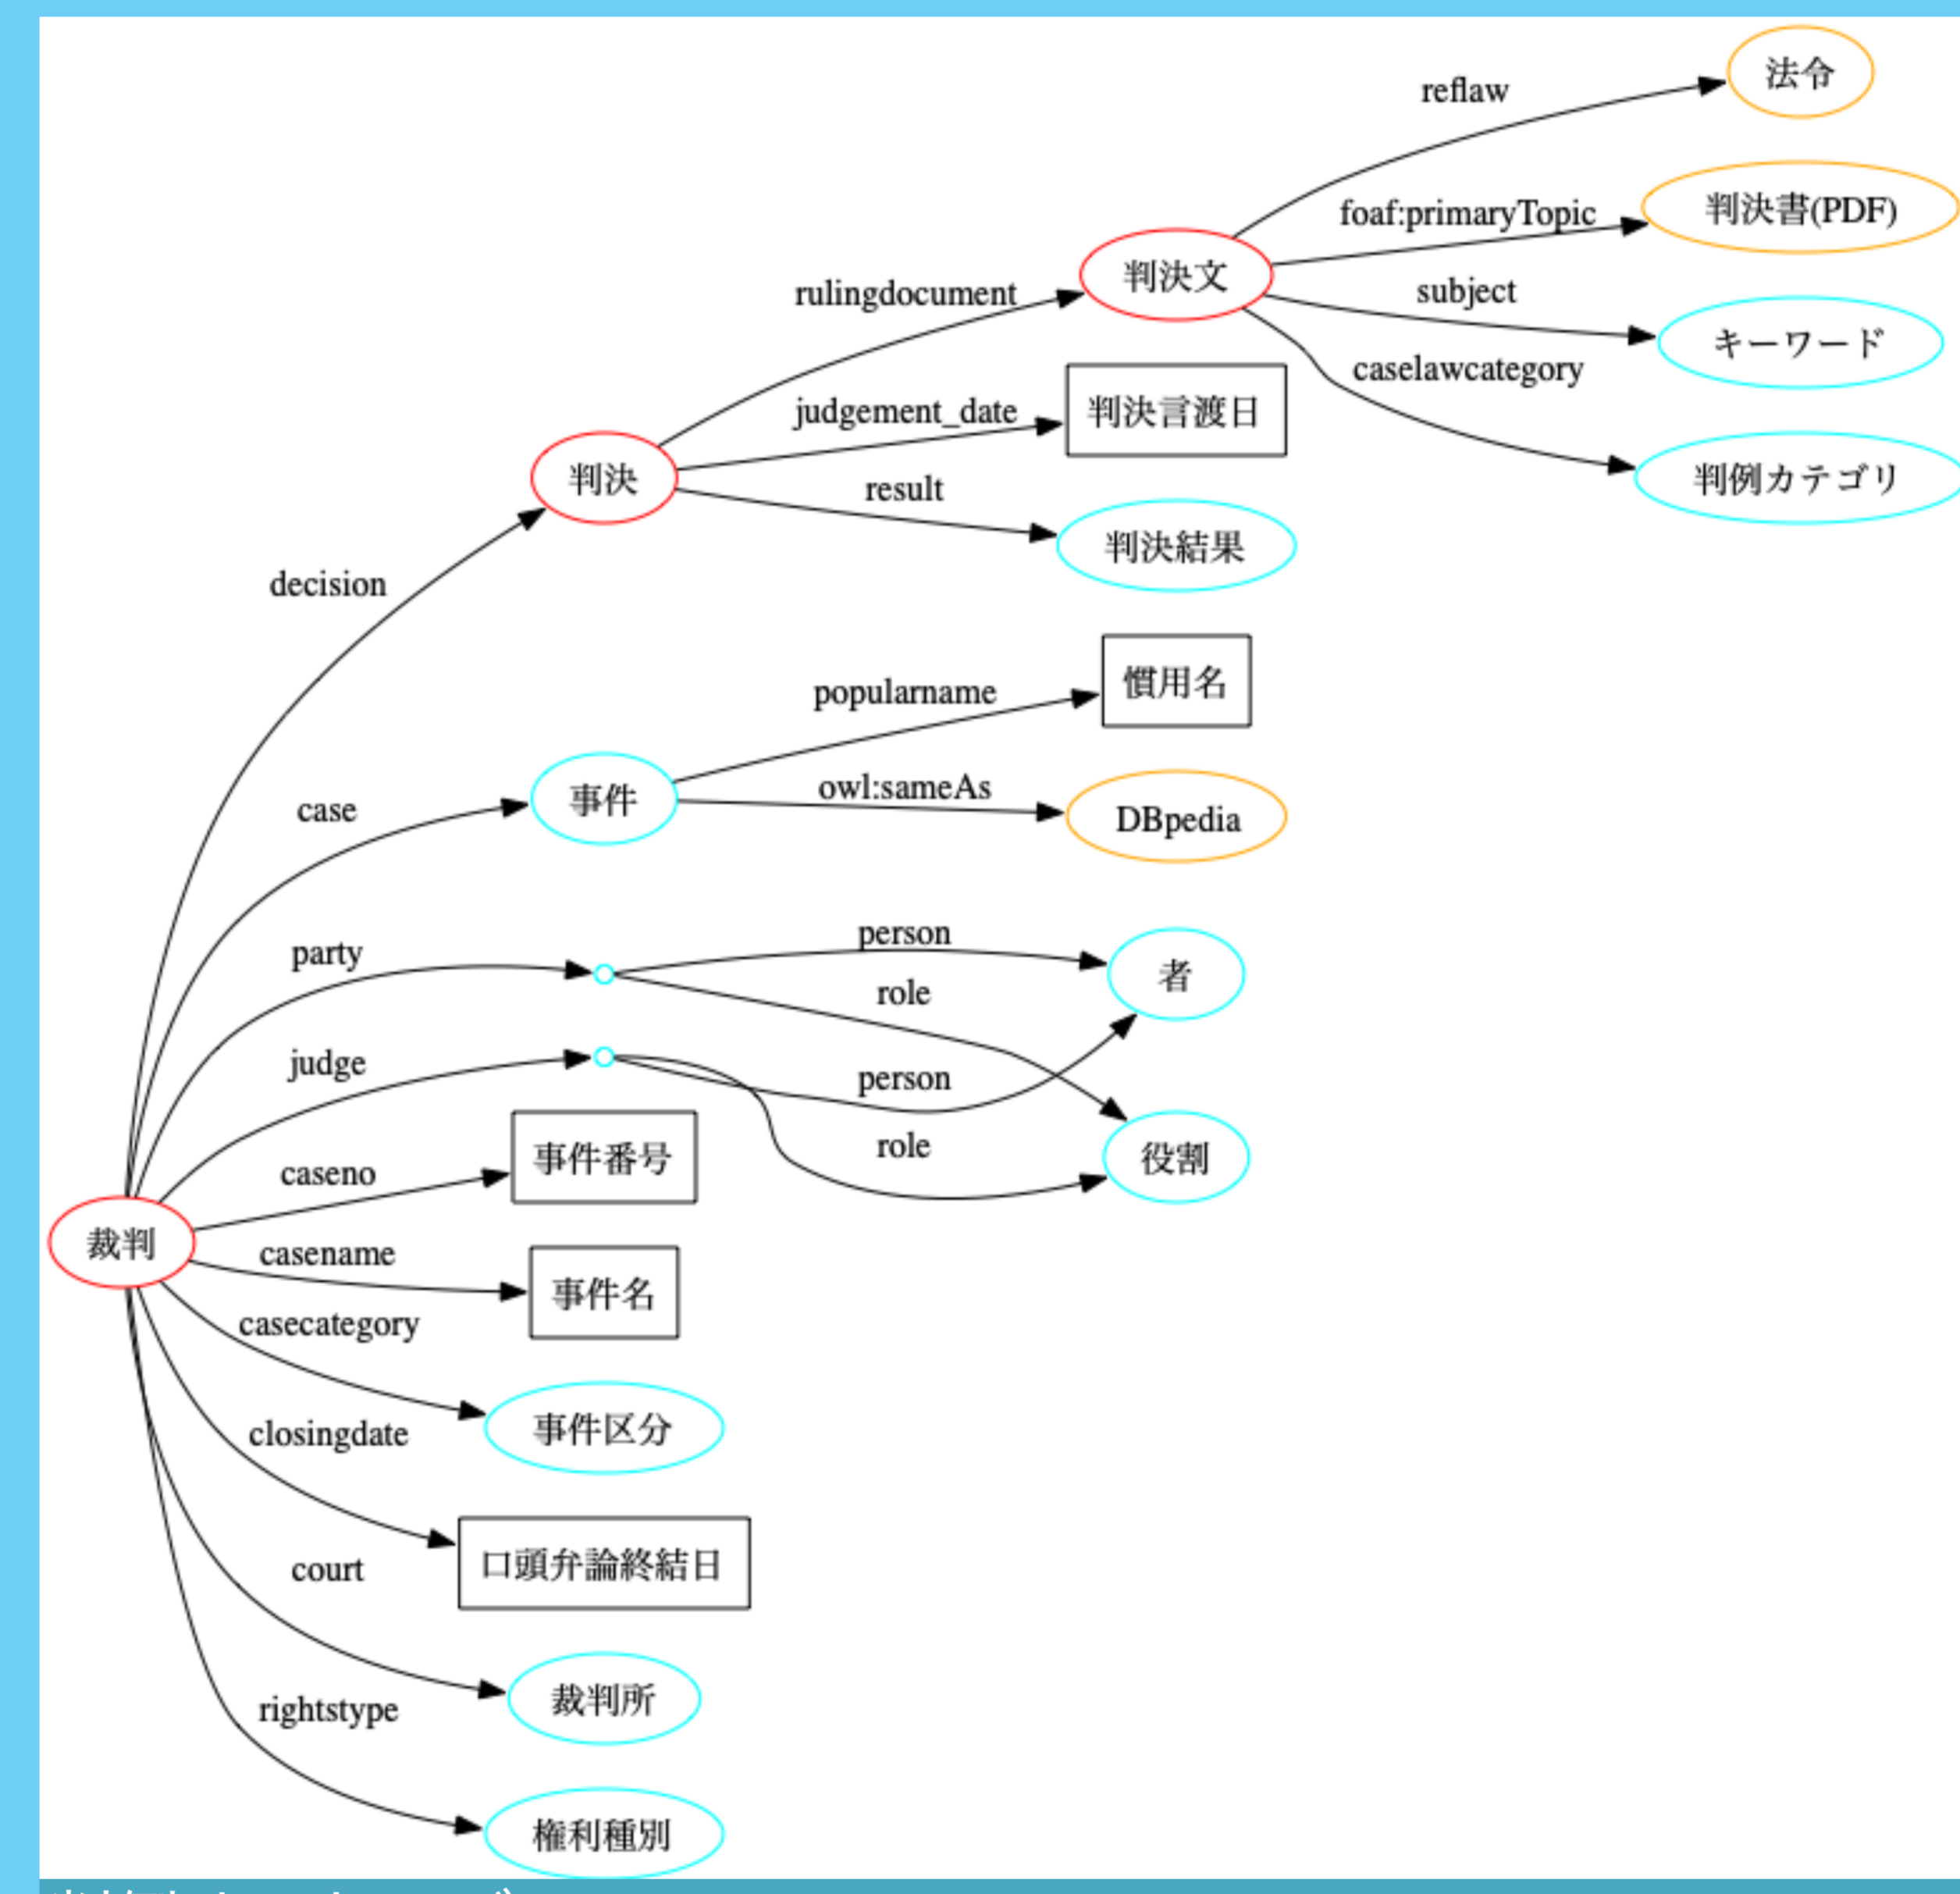 reflaw
法令
foaf:primaryTopic
判決書(PDF)
rulingdocument
判決文
subject
キーワード
caselawcategory
判例カテゴリ
judgement_date
判決言渡日
判決
result
判決結果
decision
popularname
慣用名
case
事件
owl:sameAs
DBpedia
party
person
者
role
judge
person
role
役割
caseno
事件番号
裁判
casename
事件名
casecategory
事件区分
closingdate
口頭弁論終結日
court
裁判所
rightstype
権利種別